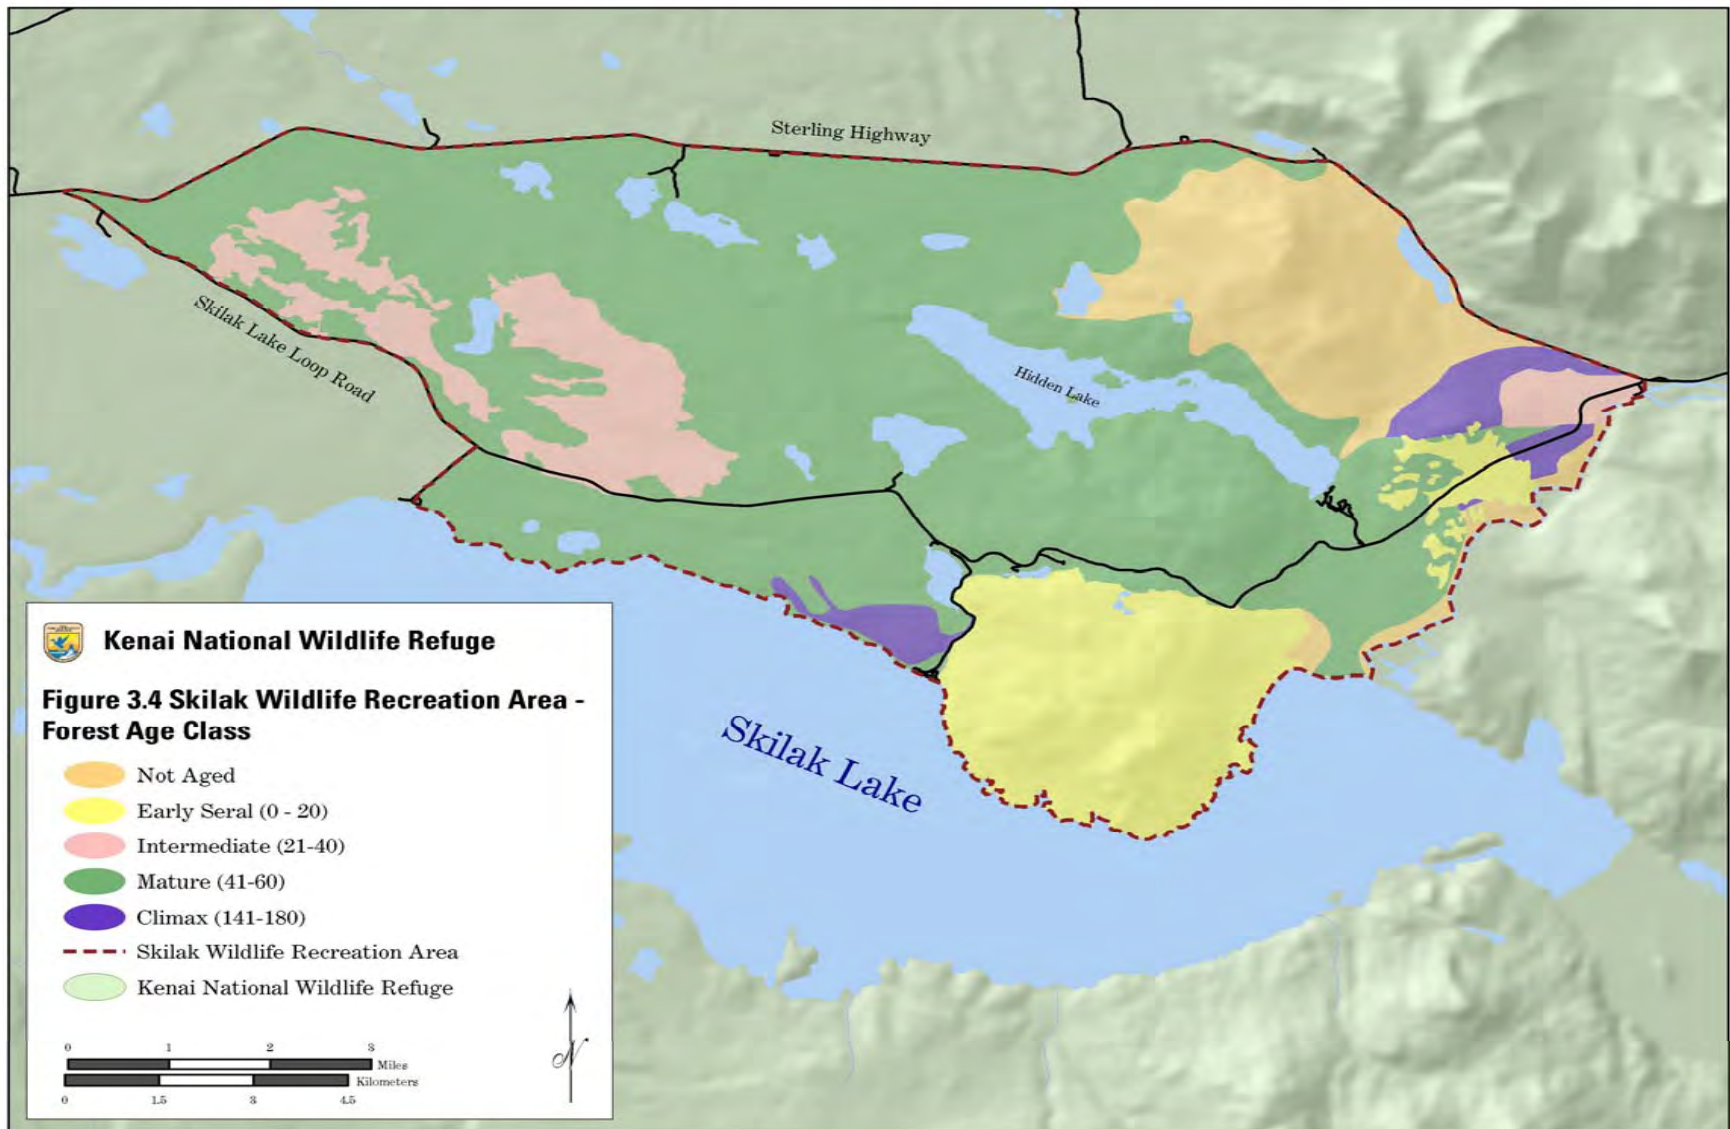 Sterling Highway
Skilak Lake Loop Road
Hidden Lake
Skilak Lake
Kenai National Wildlife Refuge
Figure 3.4 Skilak Wildlife Recreation Area -
Forest Age Class
Not Aged
Early Seral (0 - 20)
Intermediate (21-40)
Mature (41-60)
Climax (141-180)
Skilak Wildlife Recreation Area
Kenai National Wildlife Refuge
0 1 2 3
Miles
Kilometers
0 1.5 3 4.5
N